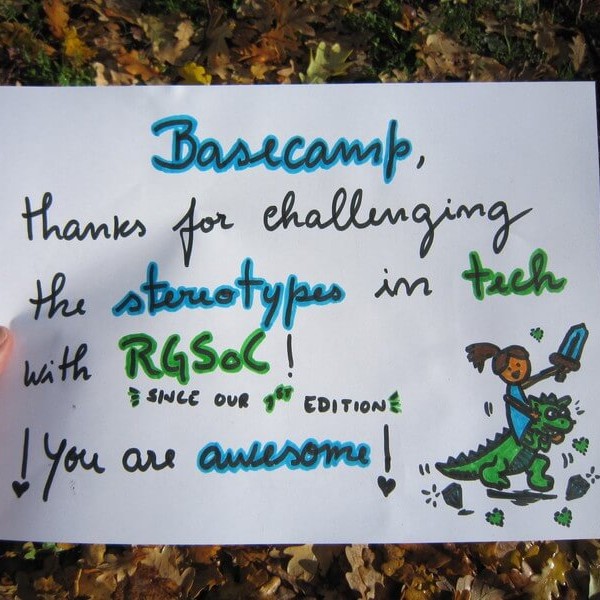 Basecamp,
thanks for challenging
the stereotypes in tech
with RGSoC!
SINCE OUR 1ST EDITION
! You are awesome!